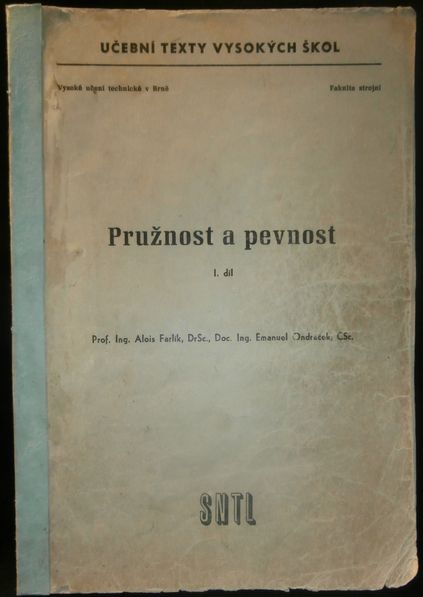 UČEBNÍ TEXTY VYSOKÝCH ŠKOL
Vysoké učení technické v Brně Fakulta strojní
Pružnost a pevnost
I. díl
Prof. Ing. Alois Farlík, DrSc., Doc. Ing. Emanuel Ondráček, CSc.
SNTL